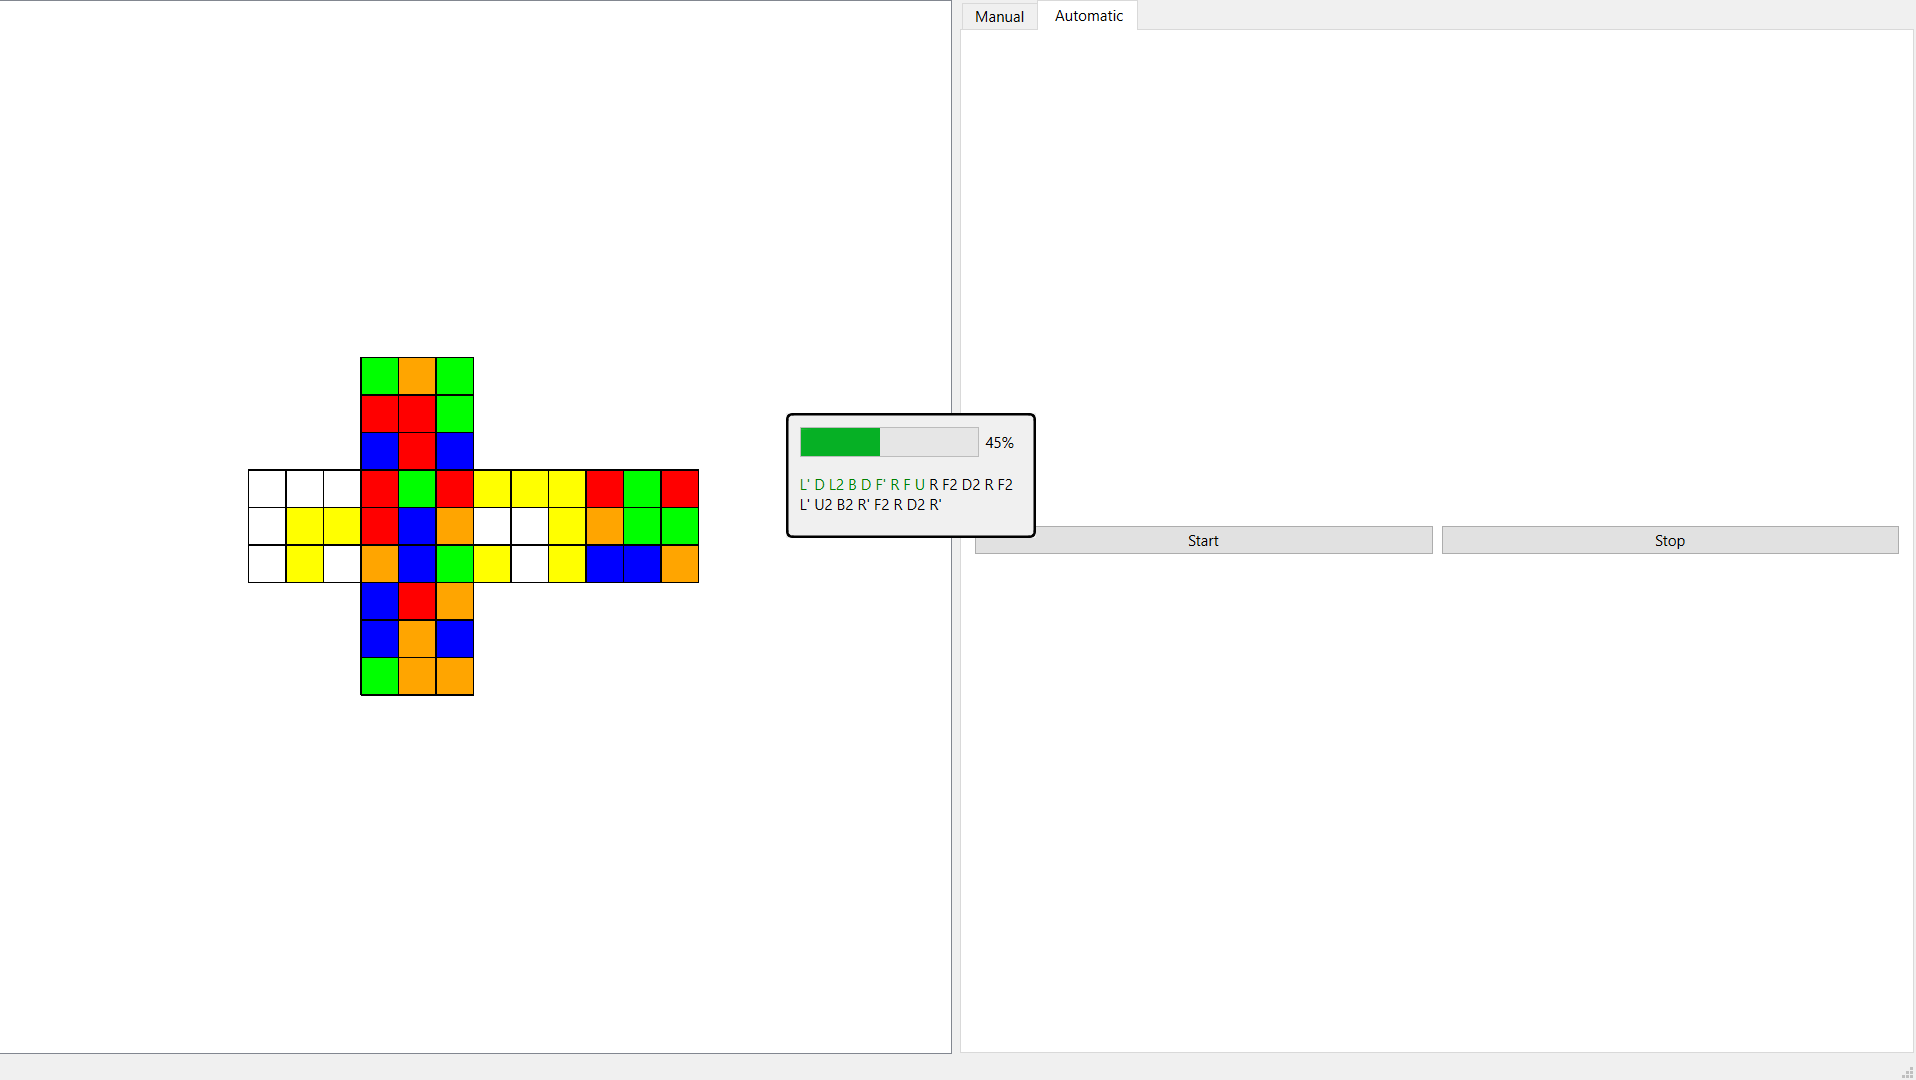 Manual Automatic
45%
L' D L2 B D F' R F U R F2 D2 R F2
L' U2 B2 R' F2 R D2 R'
Start Stop